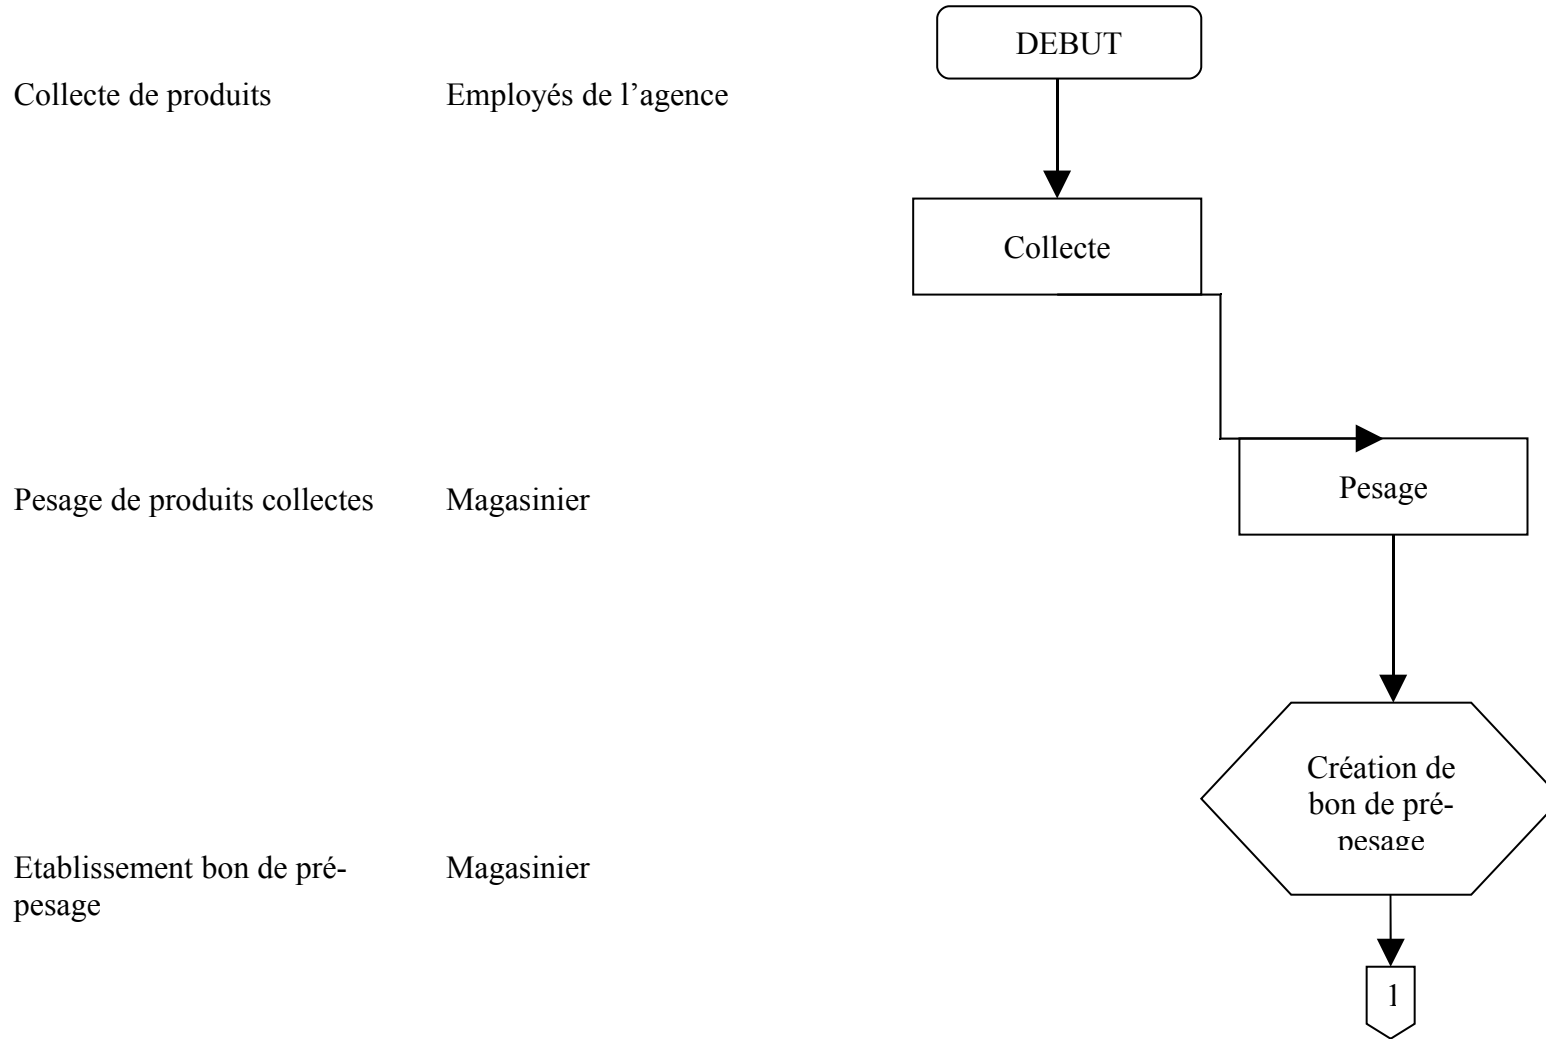 DEBUT
Collecte de produits
Employés de l’agence
Collecte
Pesage de produits collectes
Magasinier
Pesage
Création de
bon de pré-
pesage
Etablissement bon de pré-
pesage
Magasinier
1